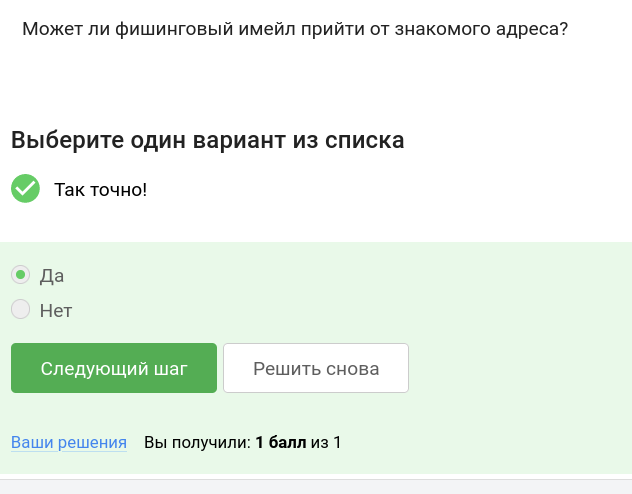 Может ли фишинговый имейл прийти от знакомого адреса?
Выберите один вариант из списка
Так точно!
Да
Нет
Следующий шаг
Решить снова
Ваши решения Вы получили: 1 балл из 1